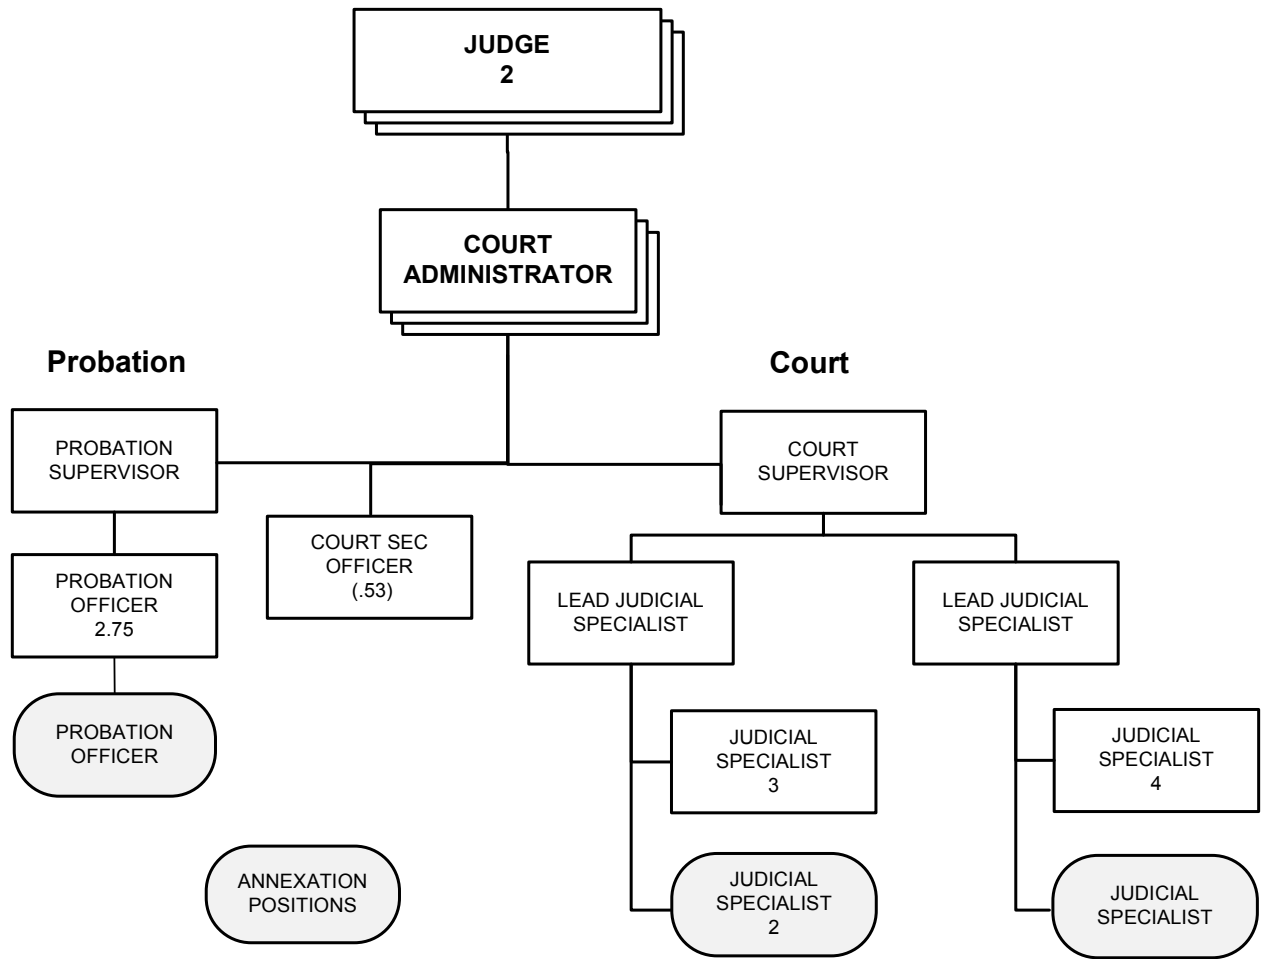 JUDGE
2
COURT
ADMINISTRATOR
Probation
Court
PROBATION
SUPERVISOR
COURT
SUPERVISOR
COURT SEC
OFFICER
(.53)
PROBATION
OFFICER
2.75
LEAD JUDICIAL
SPECIALIST
LEAD JUDICIAL
SPECIALIST
PROBATION
OFFICER
JUDICIAL
SPECIALIST
3
JUDICIAL
SPECIALIST
4
ANNEXATION
POSITIONS
JUDICIAL
SPECIALIST
2
JUDICIAL
SPECIALIST